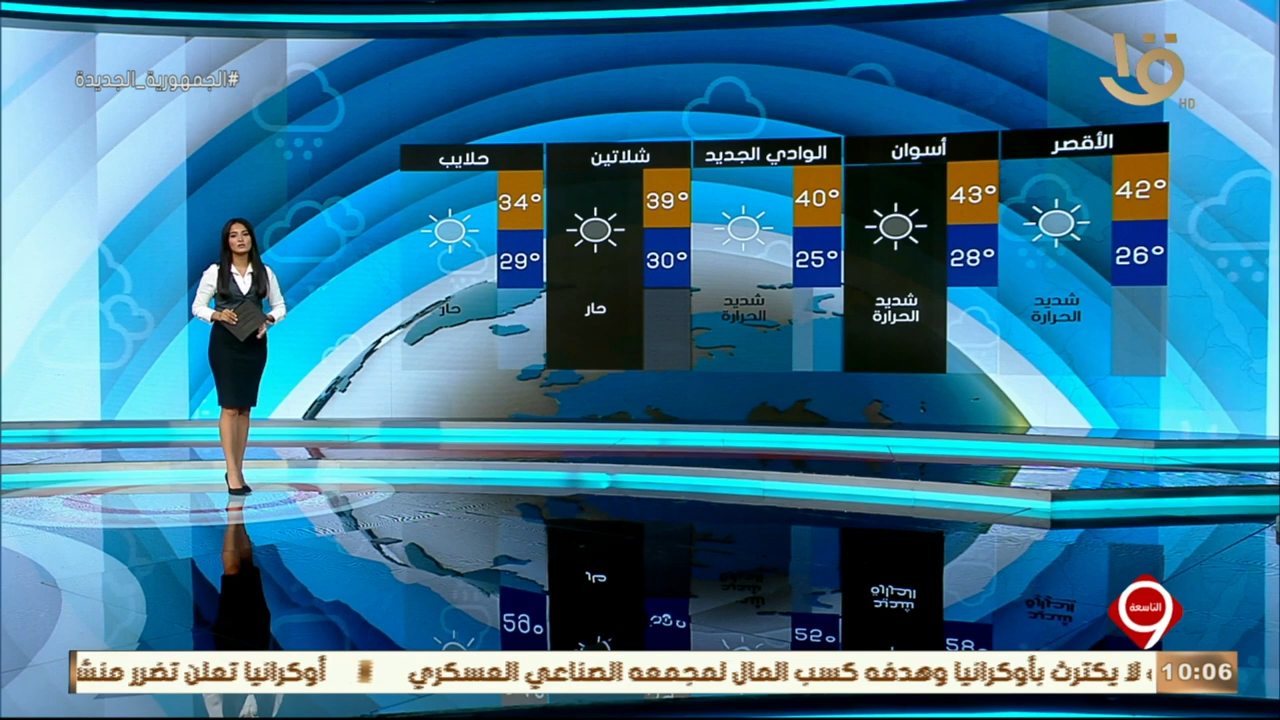 #الجمهورية_الجديدة
HD
الأقصر
42°
26°
شديد
الحرارة
أسوان
43°
28°
شديد
الحرارة
الوادي الجديد
40°
25°
شديد
الحرارة
شلاتين
39°
30°
حار
حلايب
34°
29°
حار
التاسعة
9
10:06
لا يكترث بأوكرانيا وهدفه كسب المال لمجمعه الصناعي العسكري
أوكرانيا تعلن تضرر